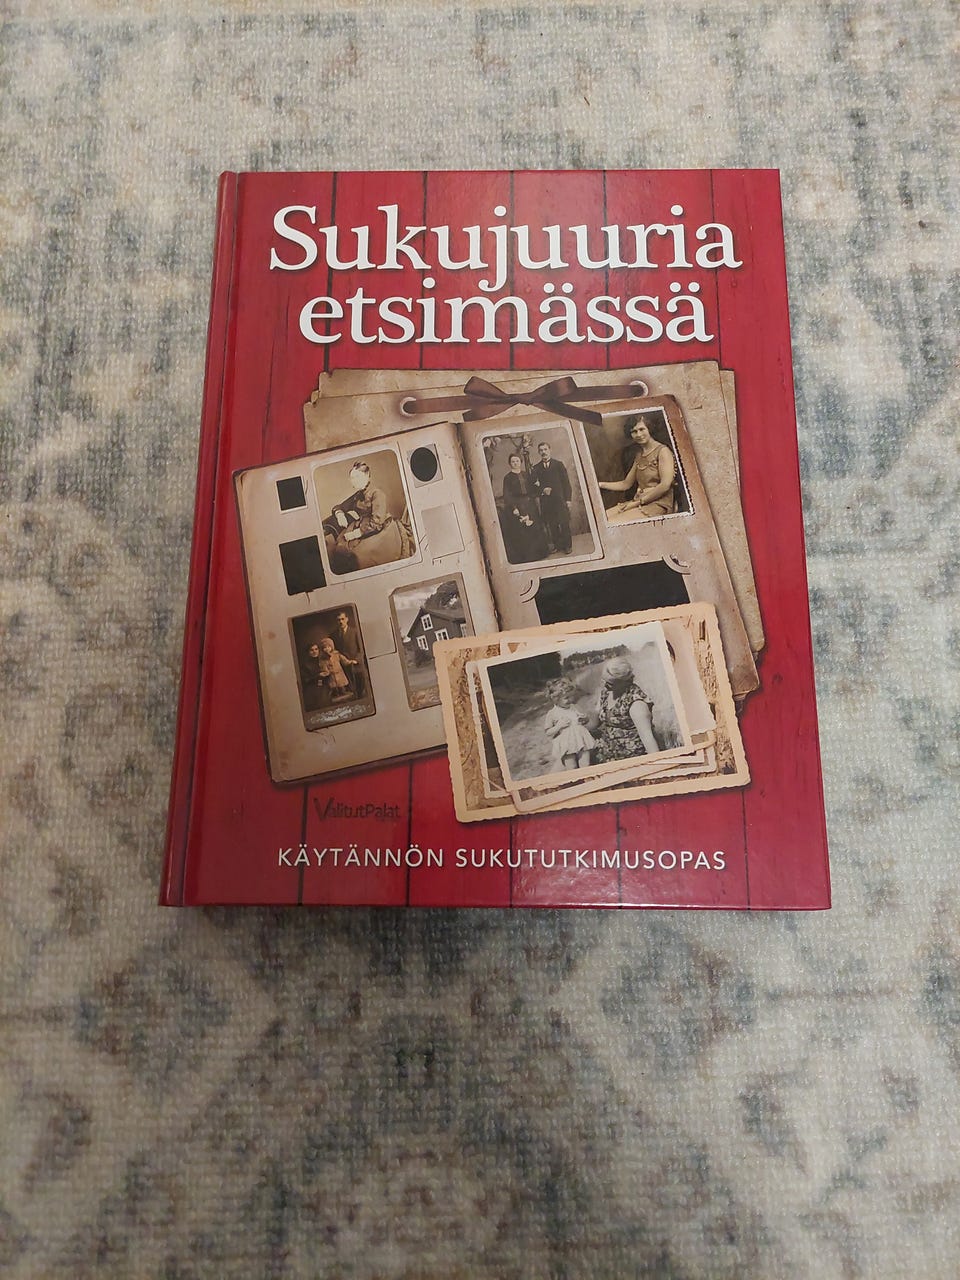 Sukujuuria
etsimässä
ValitutPalat
KÄYTÄNNÖN SUKUTUTKIMUSOPAS